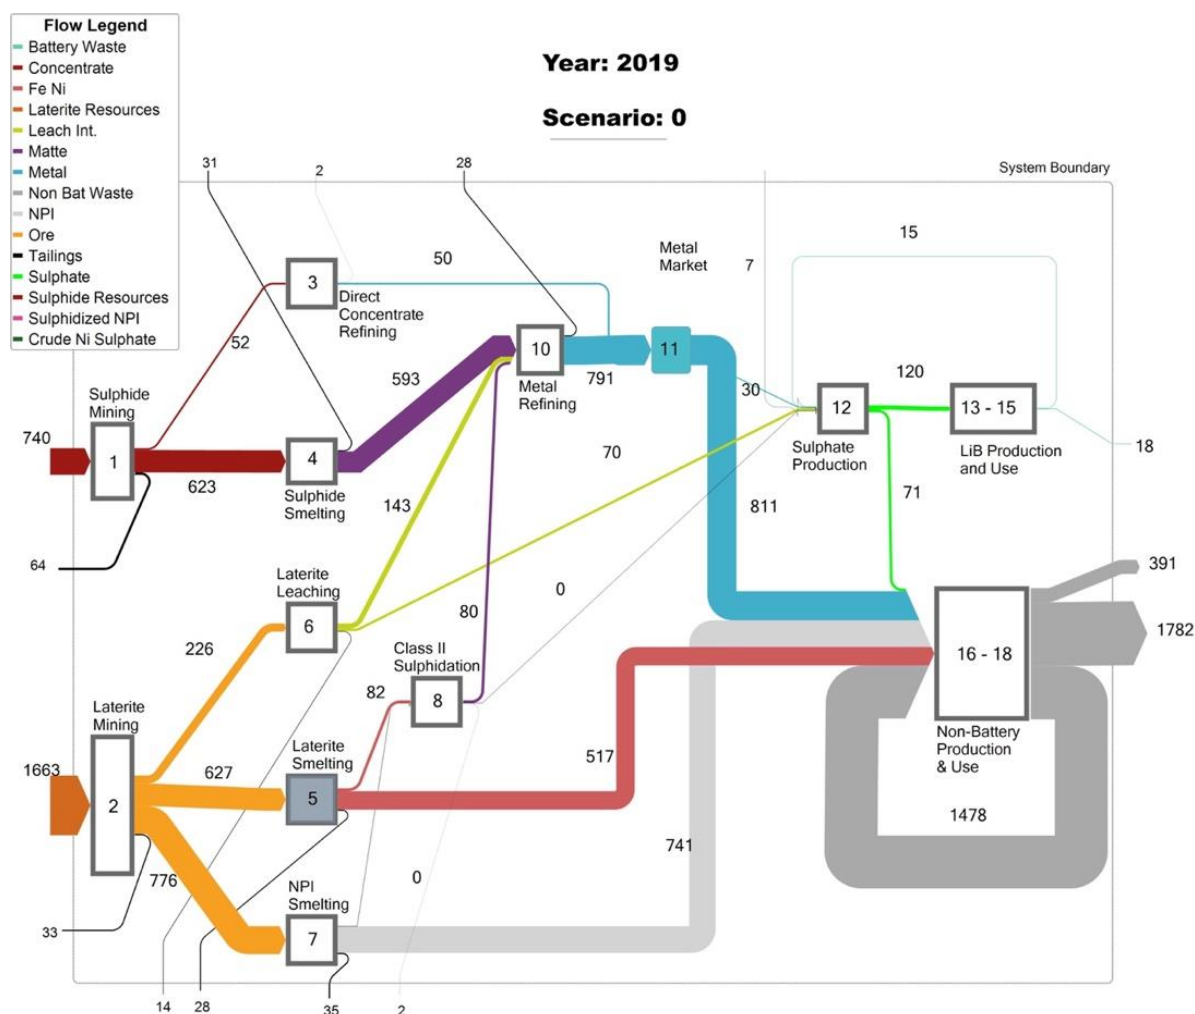 Flow Legend
Battery Waste
Concentrate
Fe Ni
Laterite Resources
Leach Int.
Matte
Metal
Non Bat Waste
NPI
Ore
Tailings
Sulphate
Sulphide Resources
Sulphidized NPI
Crude Ni Sulphate
Year: 2019
Scenario: 0
31
2
28
System Boundary
15
50
Metal
Market
7
3
Direct
Concentrate
Refining
52
10
Metal
Refining
791
11
593
30
120
12
Sulphate
Production
13 - 15
LiB Production
and Use
18
Sulphide
Mining
740
1
623
4
Sulphide
Smelting
70
143
811
71
64
Laterite
Leaching
6
226
80
0
391
1782
Class II
Sulphidation
8
82
16 - 18
Non-Battery
Production
& Use
Laterite
Mining
1663
2
627
Laterite
Smelting
5
517
1478
741
776
0
NPI
Smelting
7
33
14
28
35
2